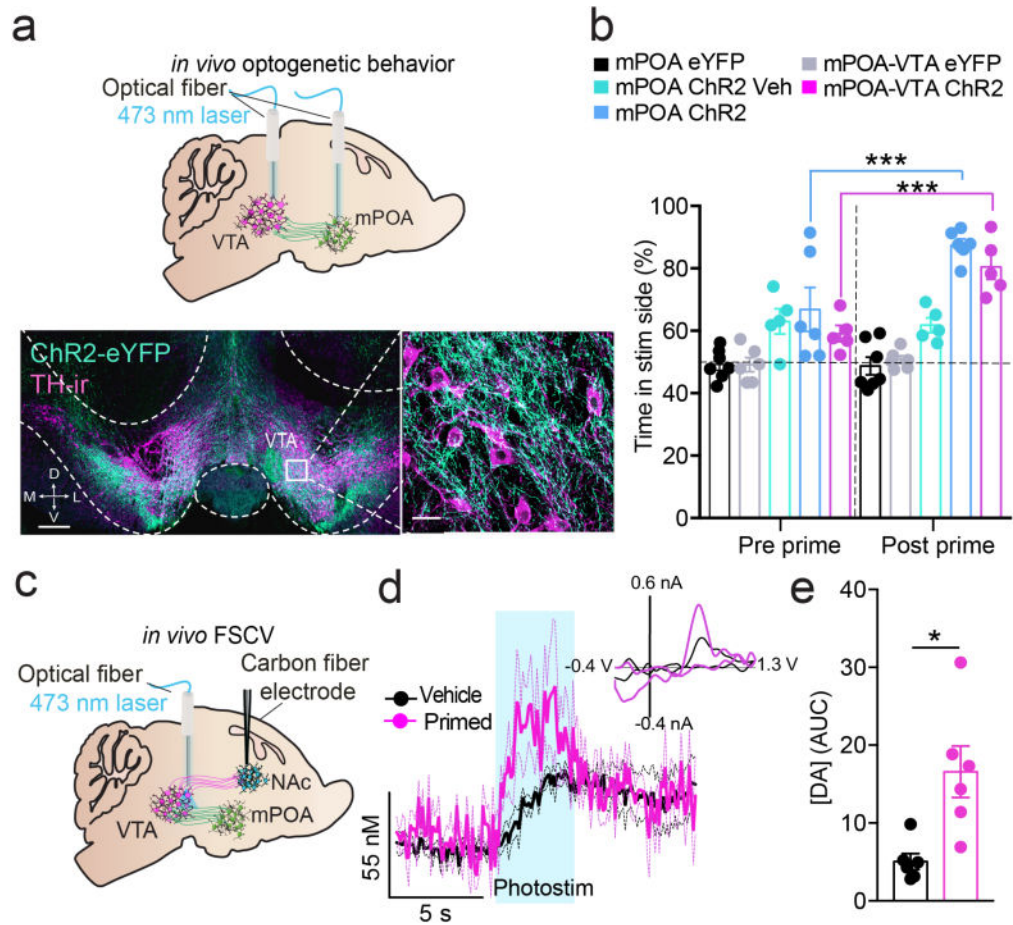 a
in vivo optogenetic behavior
Optical fiber
473 nm laser
VTA
mPOA
ChR2-eYFP
TH-ir
VTA
D
M L
V
b
mPOA eYFP
mPOA-VTA eYFP
mPOA ChR2 Veh
mPOA-VTA ChR2
mPOA ChR2
***
***
Time in stim side (%)
100
80
60
40
20
0
Pre prime
Post prime
c
in vivo FSCV
Optical fiber
473 nm laser
Carbon fiber
electrode
NAc
mPOA
VTA
d
Vehicle
Primed
0.6 nA
-0.4 V
1.3 V
-0.4 nA
55 nM
5 s
Photostim
e
*
[DA] (AUC)
40
30
20
10
0